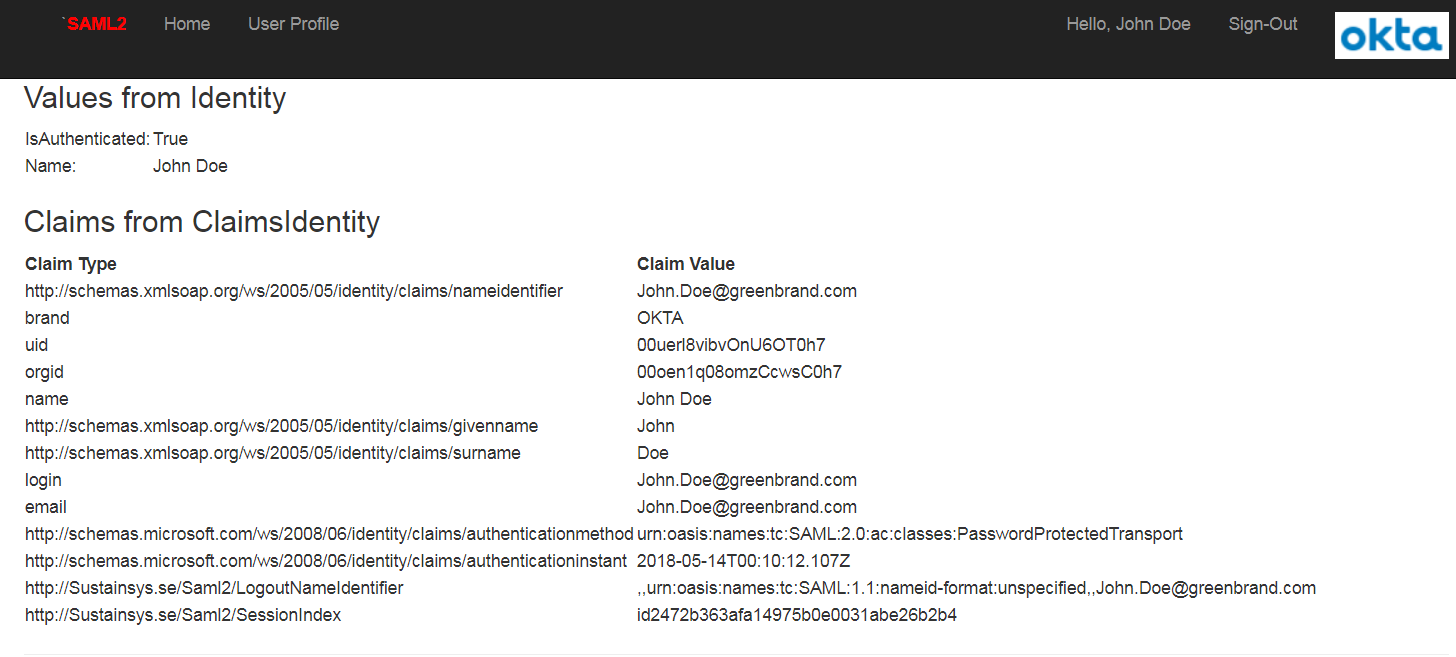 `SAML2 Home User Profile Hello, John Doe Sign-Out okta
Values from Identity
IsAuthenticated: True
Name: John Doe
Claims from ClaimsIdentity
Claim Type Claim Value
http://schemas.xmlsoap.org/ws/2005/05/identity/claims/nameidentifier John.Doe@greenbrand.com
brand OKTA
uid 00uerl8vibvOnU6OT0h7
orgid 00oen1q08omzCcwsC0h7
name John Doe
http://schemas.xmlsoap.org/ws/2005/05/identity/claims/givenname John
http://schemas.xmlsoap.org/ws/2005/05/identity/claims/surname Doe
login John.Doe@greenbrand.com
email John.Doe@greenbrand.com
http://schemas.microsoft.com/ws/2008/06/identity/claims/authenticationmethod urn:oasis:names:tc:SAML:2.0:ac:classes:PasswordProtectedTransport
http://schemas.microsoft.com/ws/2008/06/identity/claims/authenticationinstant 2018-05-14T00:10:12.107Z
http://Sustainsys.se/Saml2/LogoutNameIdentifier ,,urn:oasis:names:tc:SAML:1.1:nameid-format:unspecified,,John.Doe@greenbrand.com
http://Sustainsys.se/Saml2/SessionIndex id2472b363afa14975b0e0031abe26b2b4